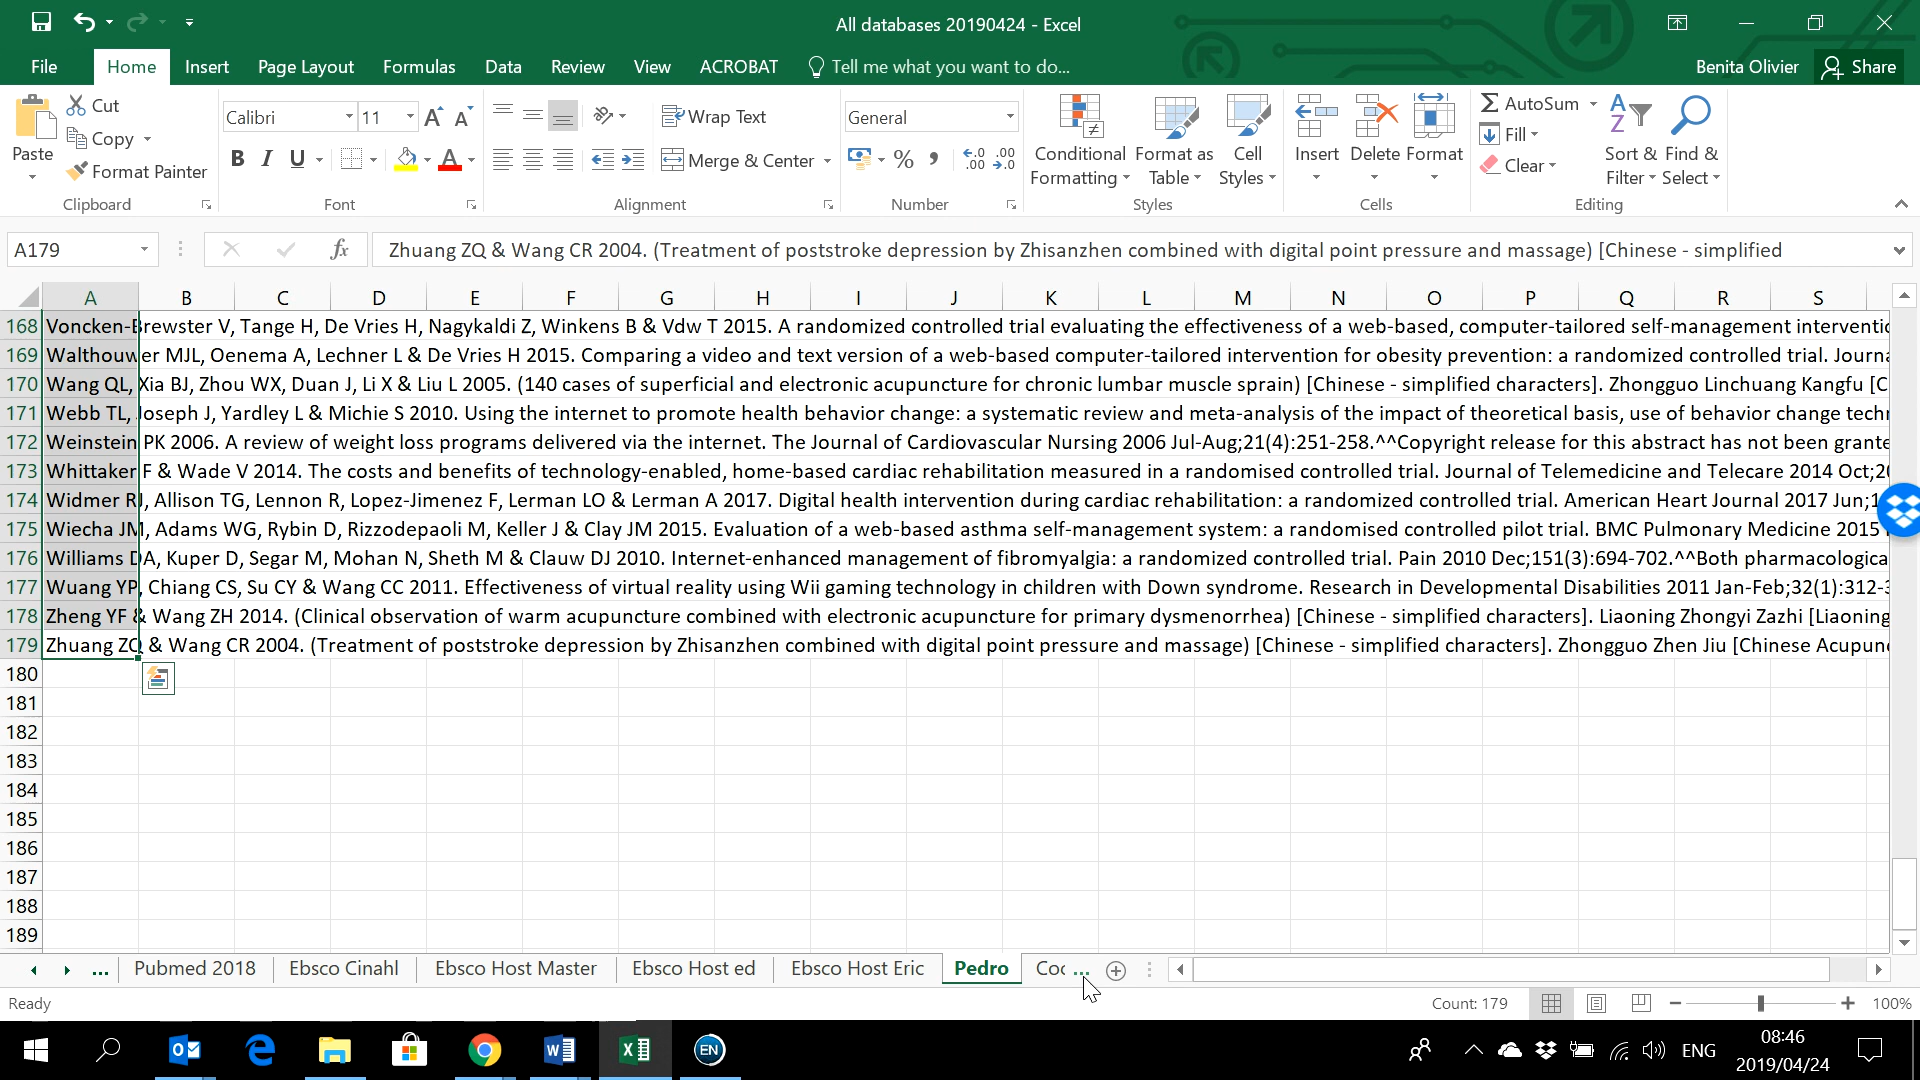 All databases 20190424 - Excel
File Home Insert Page Layout Formulas Data Review View ACROBAT Tell me what you want to do... Benita Olivier Share
Paste
Cut
Copy
Format Painter
Clipboard
Calibri 11
B I U A
Font
Wrap Text
Merge & Center
Alignment
General
%
Number
Conditional Formatting
Format as Table
Cell Styles
Styles
Insert Delete Format
Cells
AutoSum
Fill
Clear
Sort & Filter
Find & Select
Editing
A179 fx Zhuang ZQ & Wang CR 2004. (Treatment of poststroke depression by Zhisanzhen combined with digital point pressure and massage) [Chinese - simplified
A B C D E F G H I J K L M N O P Q R S
168 Voncken-Brewster V, Tange H, De Vries H, Nagykaldi Z, Winkens B & Vdw T 2015. A randomized controlled trial evaluating the effectiveness of a web-based, computer-tailored self-management interventio
169 Walthouwer MJL, Oenema A, Lechner L & De Vries H 2015. Comparing a video and text version of a web-based computer-tailored intervention for obesity prevention: a randomized controlled trial. Journa
170 Wang QL, Xia BJ, Zhou WX, Duan J, Li X & Liu L 2005. (140 cases of superficial and electronic acupuncture for chronic lumbar muscle sprain) [Chinese - simplified characters]. Zhongguo Linchuang Kangfu [C
171 Webb TL, Joseph J, Yardley L & Michie S 2010. Using the internet to promote health behavior change: a systematic review and meta-analysis of the impact of theoretical basis, use of behavior change techn
172 Weinstein PK 2006. A review of weight loss programs delivered via the internet. The Journal of Cardiovascular Nursing 2006 Jul-Aug;21(4):251-258.^^Copyright release for this abstract has not been grante
173 Whittaker F & Wade V 2014. The costs and benefits of technology-enabled, home-based cardiac rehabilitation measured in a randomised controlled trial. Journal of Telemedicine and Telecare 2014 Oct;20
174 Widmer RJ, Allison TG, Lennon R, Lopez-Jimenez F, Lerman LO & Lerman A 2017. Digital health intervention during cardiac rehabilitation: a randomized controlled trial. American Heart Journal 2017 Jun;1
175 Wiecha JM, Adams WG, Rybin D, Rizzodepaoli M, Keller J & Clay JM 2015. Evaluation of a web-based asthma self-management system: a randomised controlled pilot trial. BMC Pulmonary Medicine 2015
176 Williams DA, Kuper D, Segar M, Mohan N, Sheth M & Clauw DJ 2010. Internet-enhanced management of fibromyalgia: a randomized controlled trial. Pain 2010 Dec;151(3):694-702.^^Both pharmacologica
177 Wuang YP, Chiang CS, Su CY & Wang CC 2011. Effectiveness of virtual reality using Wii gaming technology in children with Down syndrome. Research in Developmental Disabilities 2011 Jan-Feb;32(1):312-3
178 Zheng YF & Wang ZH 2014. (Clinical observation of warm acupuncture combined with electronic acupuncture for primary dysmenorrhea) [Chinese - simplified characters]. Liaoning Zhongyi Zazhi [Liaoning
179 Zhuang ZQ & Wang CR 2004. (Treatment of poststroke depression by Zhisanzhen combined with digital point pressure and massage) [Chinese - simplified characters]. Zhongguo Zhen Jiu [Chinese Acupun
180
181
182
183
184
185
186
187
188
189
... Pubmed 2018 Ebsco Cinahl Ebsco Host Master Ebsco Host ed Ebsco Host Eric Pedro Coc ...
Ready Count: 179 100%
EN ENG 08:46
2019/04/24